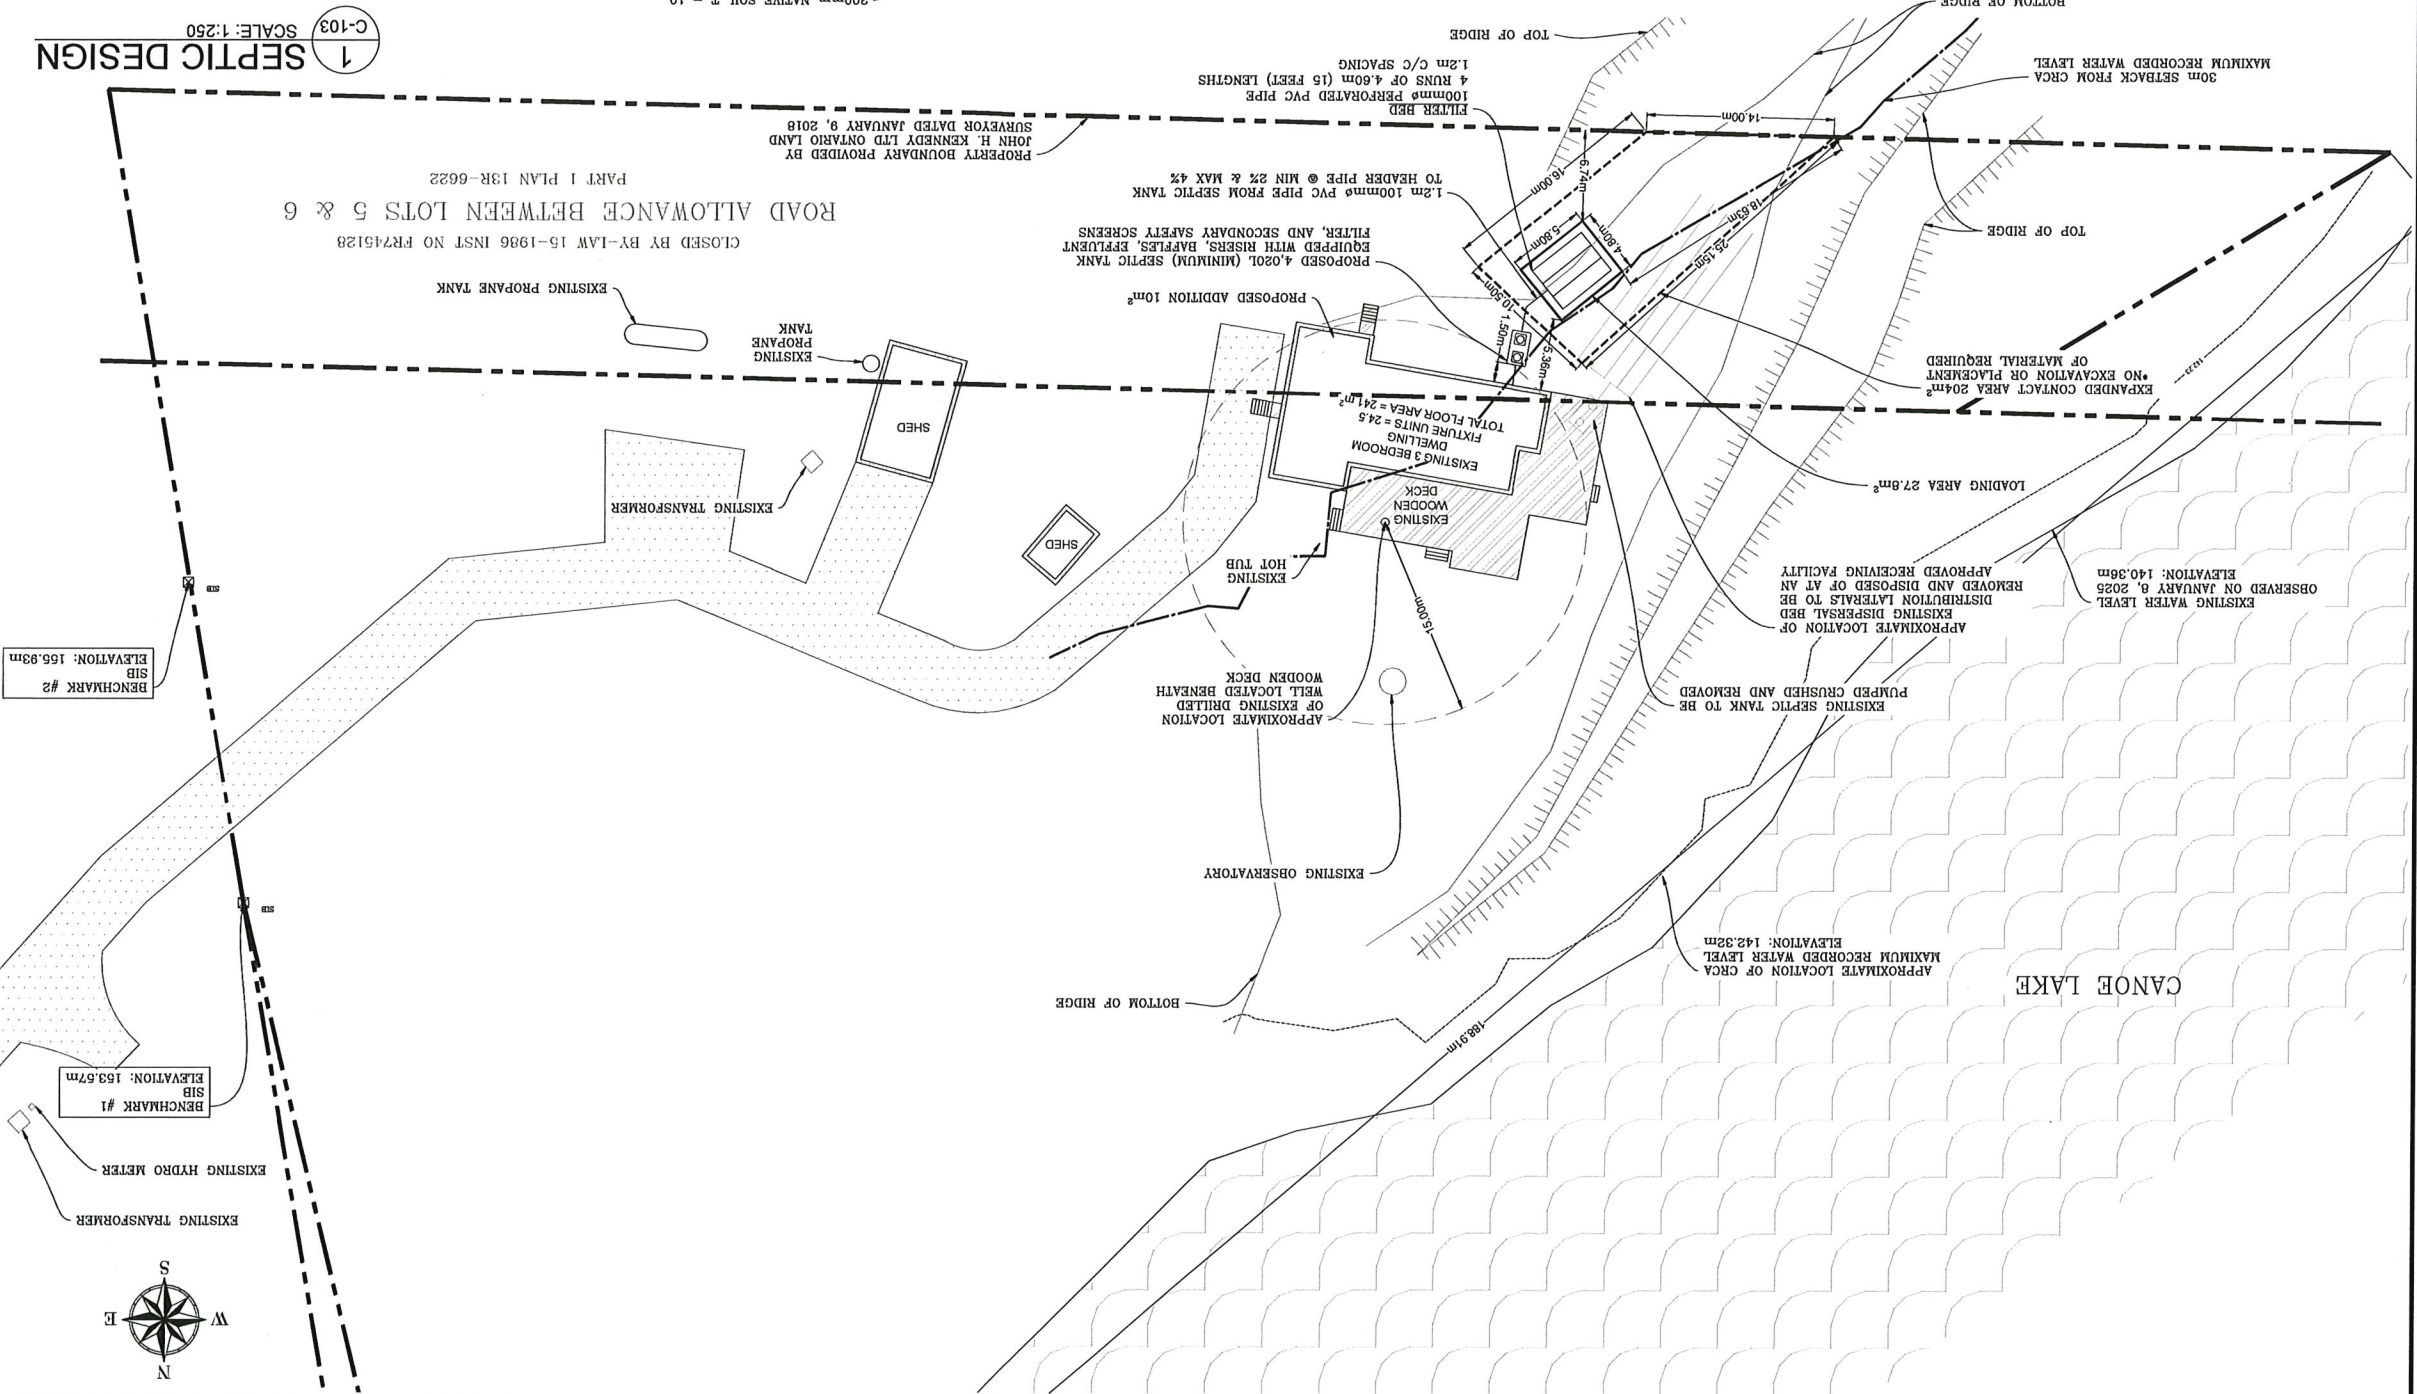 N
W
E
S
EXISTING TRANSFORMER
EXISTING HYDRO METER
BENCHMARK #1
SIB
ELEVATION: 153.57m
CANOE LAKE
188.91m
BOTTOM OF RIDGE
APPROXIMATE LOCATION OF CRCA
MAXIMUM RECORDED WATER LEVEL
ELEVATION: 142.32m
SIB
EXISTING OBSERVATORY
EXISTING SEPTIC TANK TO BE
PUMPED CRUSHED AND REMOVED
APPROXIMATE LOCATION
OF EXISTING DRILLED
WELL LOCATED BENEATH
WOODEN DECK
BENCHMARK #2
SIB
ELEVATION: 155.93m
15.00m
APPROXIMATE LOCATION OF
EXISTING DISPERSAL BED
DISTRIBUTION LATERALS TO BE
REMOVED AND DISPOSED OF AT AN
APPROVED RECEIVING FACILITY
EXISTING WATER LEVEL
OBSERVED ON JANUARY 8, 2025
ELEVATION: 140.36m
SIB
EXISTING
HOT TUB
SHED
EXISTING
WOODEN
DECK
EXISTING TRANSFORMER
LOADING AREA 27.8m²
EXISTING 3 BEDROOM
DWELLING
FIXTURE UNITS = 24.5
TOTAL FLOOR AREA = 241m²
SHED
EXPANDED CONTACT AREA 204m²
*NO EXCAVATION OR PLACEMENT
OF MATERIAL REQUIRED
5.36m
1.50m
EXISTING
PROPANE
TANK
PROPOSED ADDITION 10m²
10.50m
EXISTING PROPANE TANK
PROPOSED 4,020L (MINIMUM) SEPTIC TANK
EQUIPPED WITH RISERS, BAFFLES, EFFLUENT
FILTER, AND SECONDARY SAFETY SCREENS
25.15m
18.63m
4.80m
5.80m
CLOSED BY BY-LAW 15-1986 INST NO FR745128
ROAD ALLOWANCE BETWEEN LOTS 5 & 6
PART 1 PLAN 13R-6622
TOP OF RIDGE
1.2m 100mmø PVC PIPE FROM SEPTIC TANK
TO HEADER PIPE @ MIN 2% & MAX 4%
16.00m
6.74m
PROPERTY BOUNDARY PROVIDED BY
JOHN H. KENNEDY LTD ONTARIO LAND
SURVEYOR DATED JANUARY 9, 2018
14.00m
FILTER BED
100mmø PERFORATED PVC PIPE
4 RUNS OF 4.60m (15 FEET) LENGTHS
1.2m C/C SPACING
30m SETBACK FROM CRCA
MAXIMUM RECORDED WATER LEVEL
TOP OF RIDGE
BOTTOM OF RIDGE
1
SEPTIC DESIGN
C-103
SCALE: 1:250